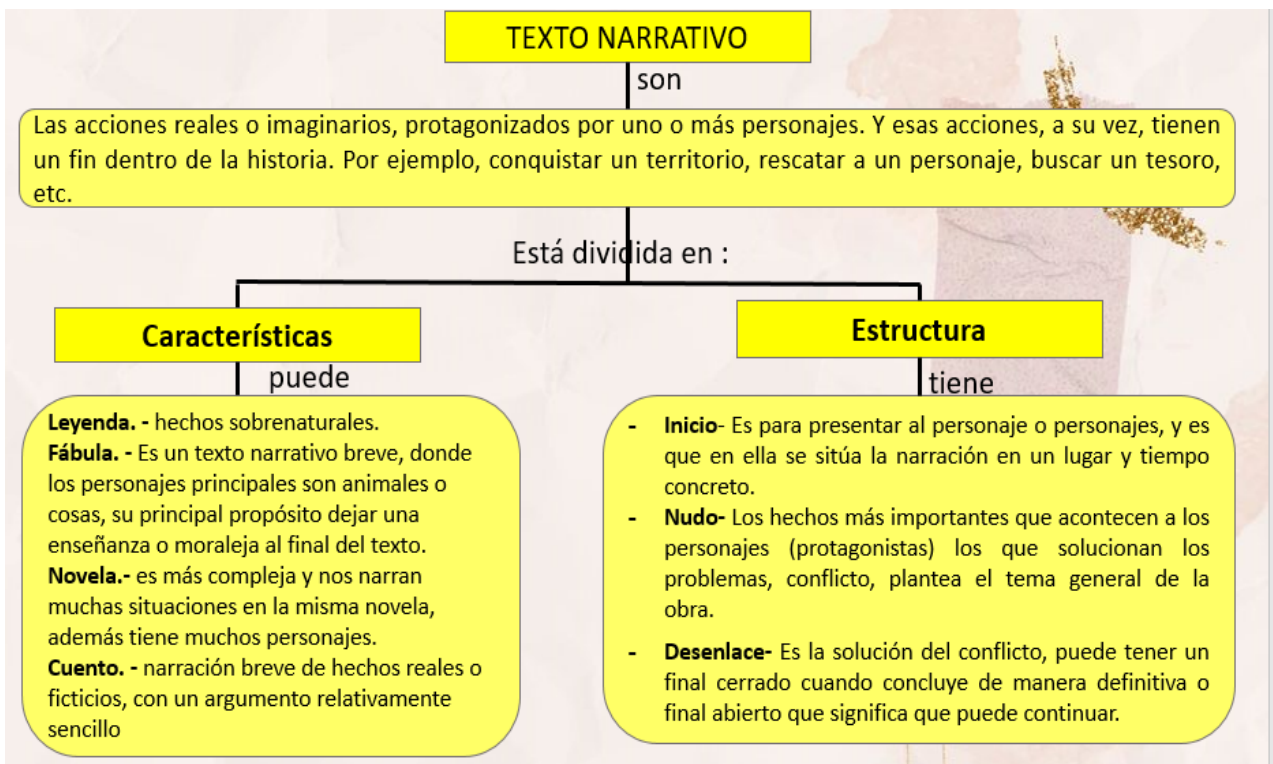 TEXTO NARRATIVO
son
Las acciones reales o imaginarios, protagonizados por uno o más personajes. Y esas acciones, a su vez, tienen
un fin dentro de la historia. Por ejemplo, conquistar un territorio, rescatar a un personaje, buscar un tesoro,
etc.
Está dividida en :
Característícas
puede
Leyenda. - hechos sobrenaturales.
Fábula. - Es un texto narrativo breve, donde
los personajes principales son animales o
cosas, su principal propósito dejar una
enseñanza o moraleja al final del texto.
Novela.- es más compleja y nos narran
muchas situaciones en la misma novela,
además tiene muchos personajes.
Cuento. - narración breve de hechos reales o
ficticios, con un argumento relativamente
sencillo
Estructura
tiene
- Inicio- Es para presentar al personaje o personajes, y es
que en ella se sitúa la narración en un lugar y tiempo
concreto.
- Nudo- Los hechos más importantes que acontecen a los
personajes (protagonistas) los que solucionan los
problemas, conflicto, plantea el tema general de la
obra.
- Desenlace- Es la solución del conflicto, puede tener un
final cerrado cuando concluye de manera definitiva o
final abierto que significa que puede continuar.